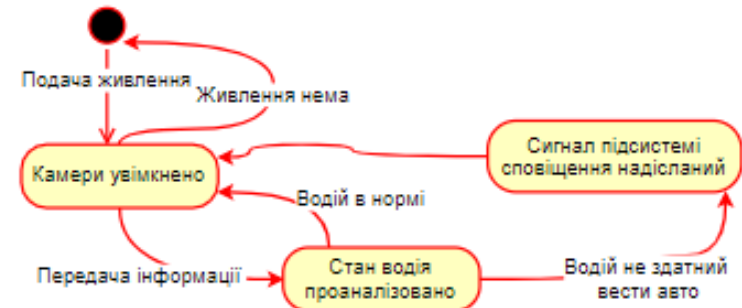 Подача живлення
Живлення нема
Камери увімкнено
Сигнал підсистемі
сповіщення надісланий
Водій в нормі
Передача інформації
Стан водія
проаналізовано
Водій не здатний
вести авто